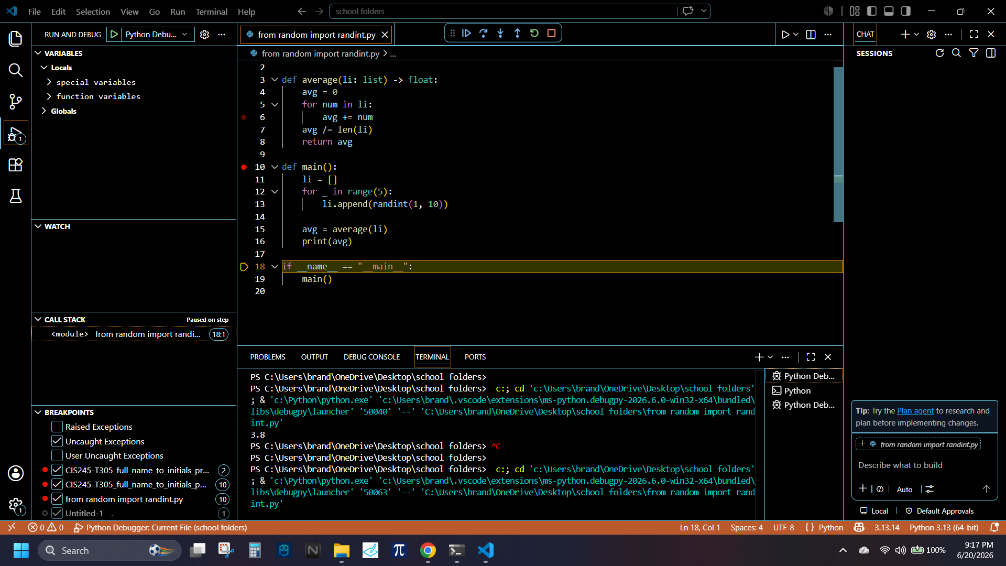 File Edit Selection View Go Run Terminal Help
school folders
RUN AND DEBUG Python Debu...
from random import randint.py
CHAT
VARIABLES
Locals
special variables
function variables
Globals
WATCH
CALL STACK Paused on step
<module> from random import randi... 18:1
BREAKPOINTS
Raised Exceptions
Uncaught Exceptions
User Uncaught Exceptions
CIS245-T305_full_name_to_initials_pr... 2
CIS245-T305_full_name_to_initials_p... 10
from random import randint.py 10
Untitled-1 1
from random import randint.py > ...
2
3 def average(li: list) -> float:
4 avg = 0
5 for num in li:
6 avg += num
7 avg /= len(li)
8 return avg
9
10 def main():
11 li = []
12 for _ in range(5):
13 li.append(randint(1, 10))
14
15 avg = average(li)
16 print(avg)
17
18 if __name__ == "__main__":
19 main()
20
PROBLEMS OUTPUT DEBUG CONSOLE TERMINAL PORTS
PS C:\Users\brand\OneDrive\Desktop\school folders>
PS C:\Users\brand\OneDrive\Desktop\school folders> c:; cd 'c:\Users\brand\OneDrive\Desktop\school folders'
; & 'c:\Python\python.exe' 'c:\Users\brand\.vscode\extensions\ms-python.debugpy-2026.6.0-win32-x64\bundled\
libs\debugpy\launcher' '50040' '--' 'C:\Users\brand\OneDrive\Desktop\school folders\from random import rand
int.py'
3.8
PS C:\Users\brand\OneDrive\Desktop\school folders> ^C
PS C:\Users\brand\OneDrive\Desktop\school folders>
PS C:\Users\brand\OneDrive\Desktop\school folders> c:; cd 'c:\Users\brand\OneDrive\Desktop\school folders'
; & 'c:\Python\python.exe' 'c:\Users\brand\.vscode\extensions\ms-python.debugpy-2026.6.0-win32-x64\bundled\
libs\debugpy\launcher' '50063' '--' 'C:\Users\brand\OneDrive\Desktop\school folders\from random import rand
int.py'
Python Deb...
Python
Python Deb...
SESSIONS
Tip: Try the Plan agent to research and
plan before implementing changes.
from random import randint.py
Describe what to build
Auto
Local Default Approvals
0 0 Python Debugger: Current File (school folders) Ln 18, Col 1 Spaces: 4 UTF-8 {} Python 3.13.14 Python 3.13 (64-bit)
Search
100%
9:17 PM
6/20/2026